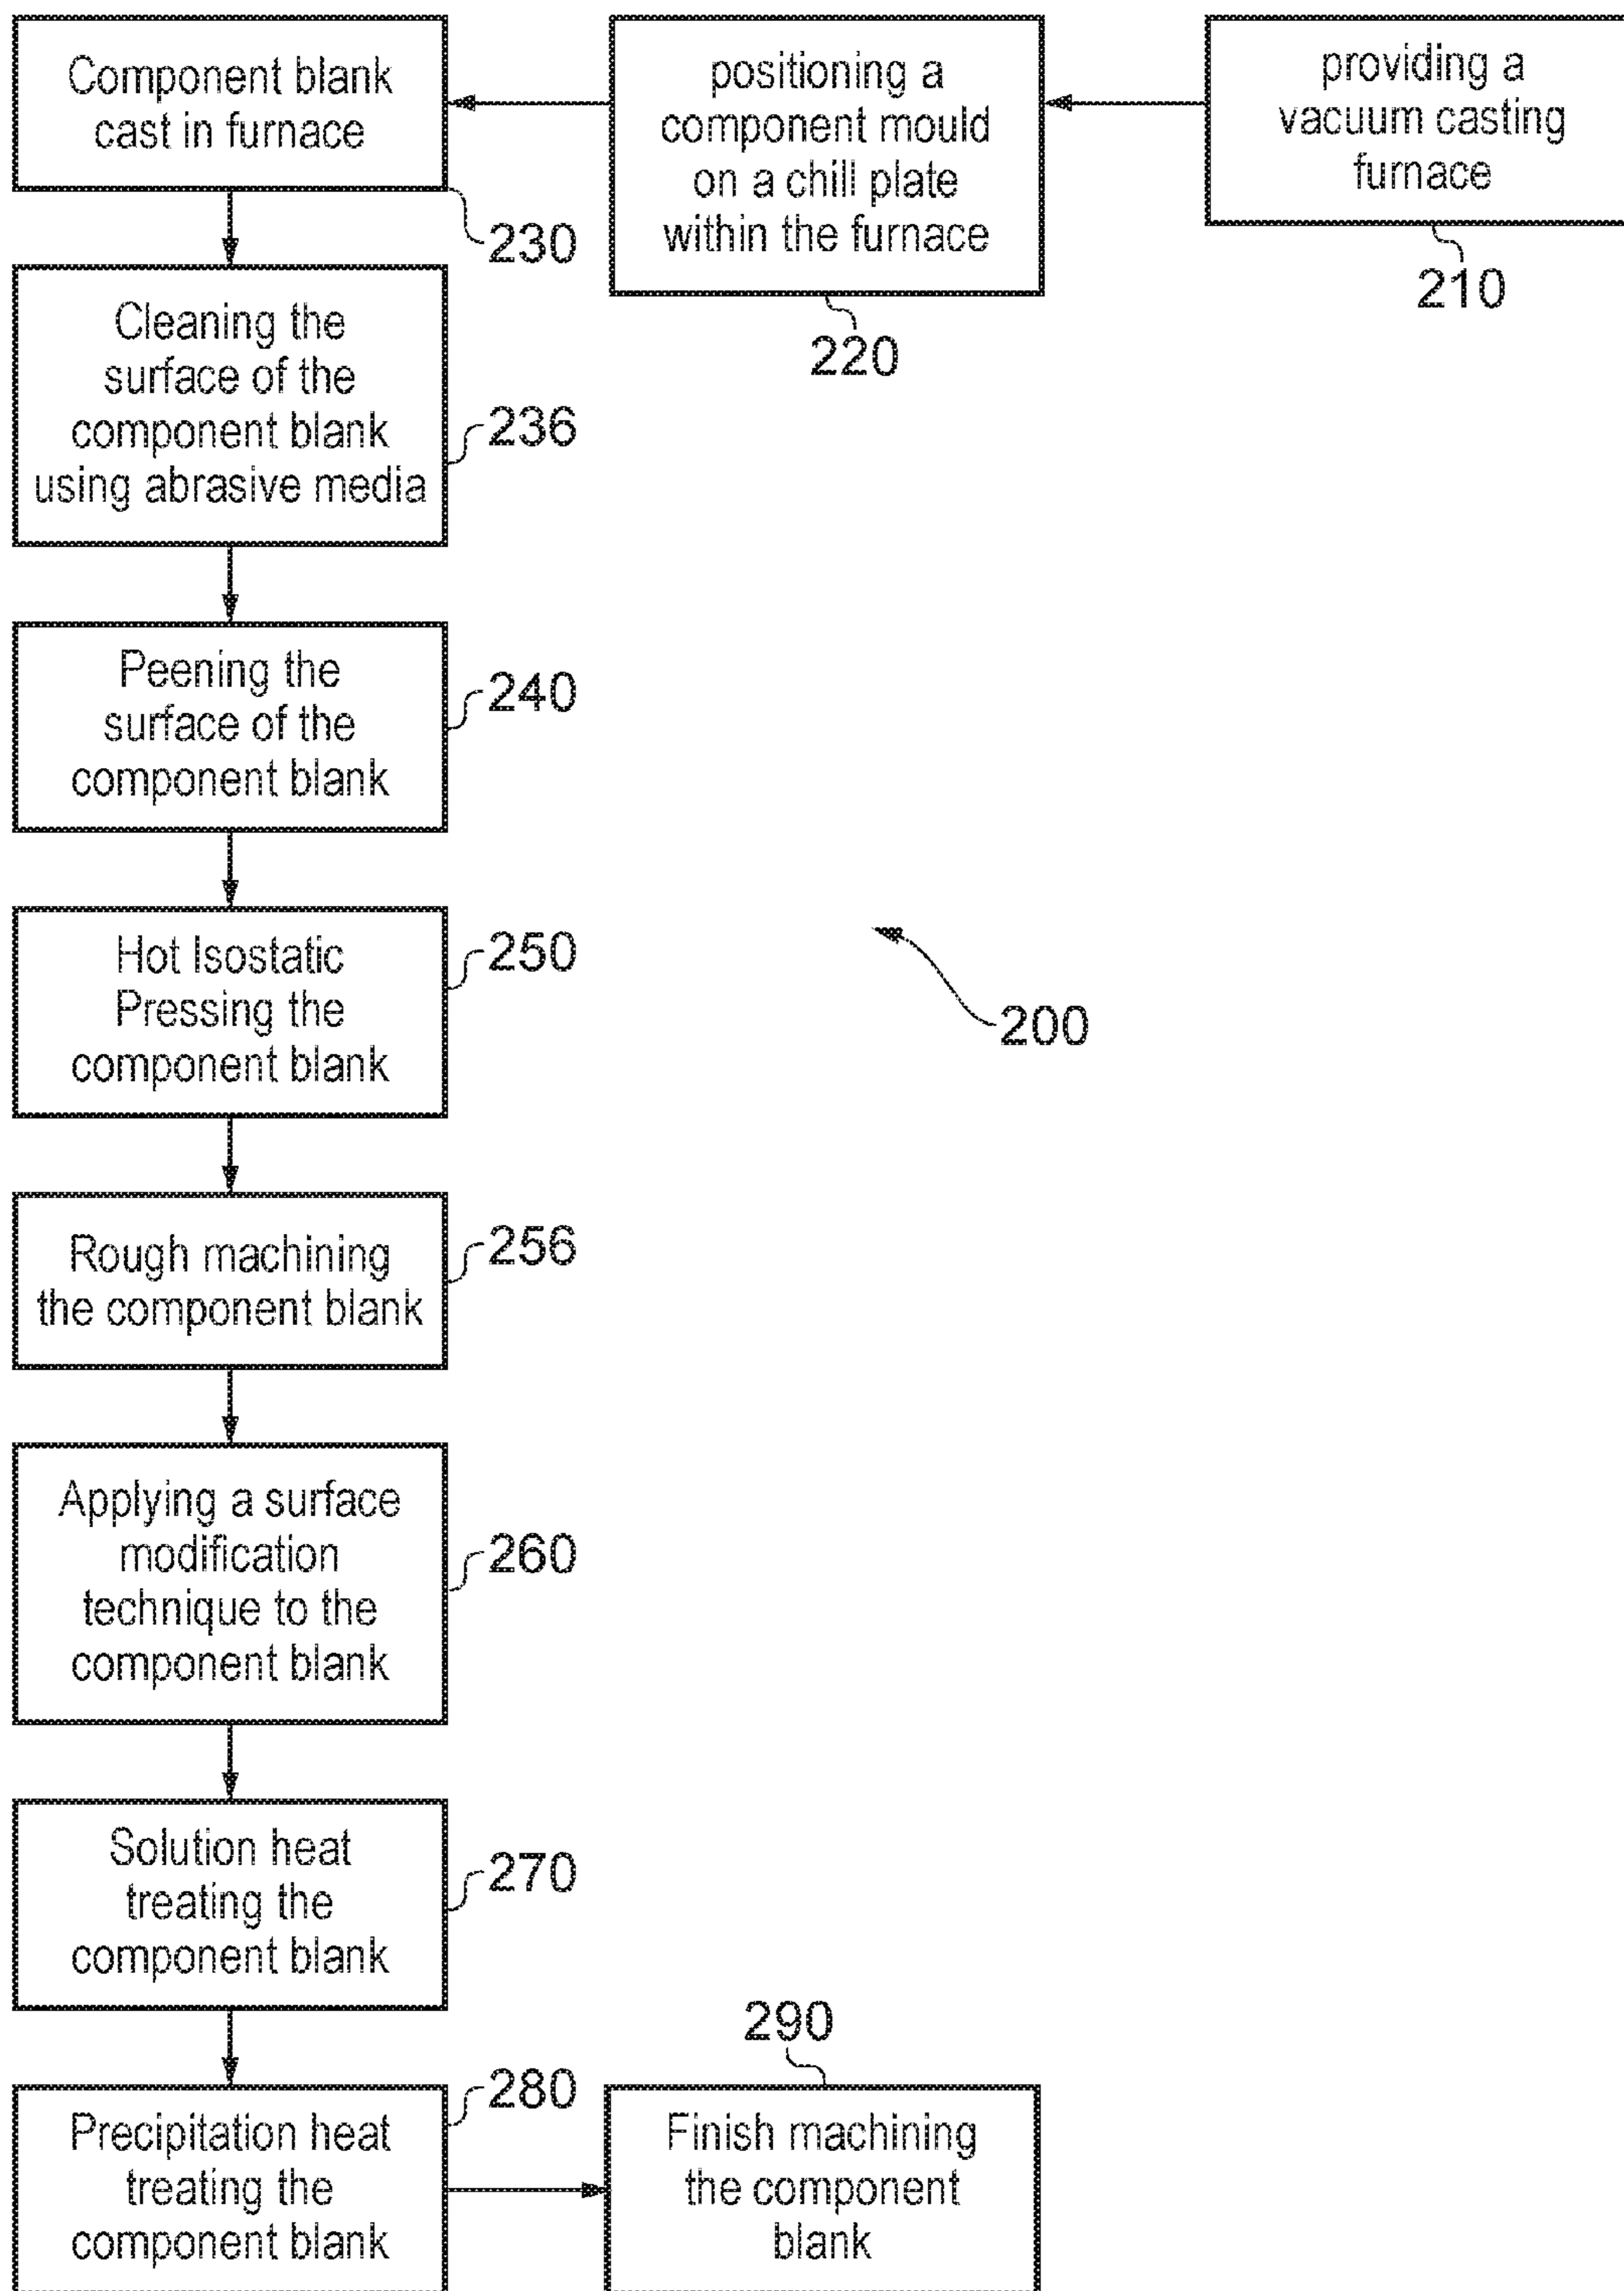 providing a
vacuum casting
furnace
210
positioning a
component mould
on a chill plate
within the furnace
220
Component blank
cast in furnace
230
Cleaning the
surface of the
component blank
using abrasive media
236
Peening the
surface of the
component blank
240
Hot Isostatic
Pressing the
component blank
250
200
Rough machining
the component blank
256
Applying a surface
modification
technique to the
component blank
260
Solution heat
treating the
component blank
270
Precipitation heat
treating the
component blank
280
290
Finish machining
the component
blank